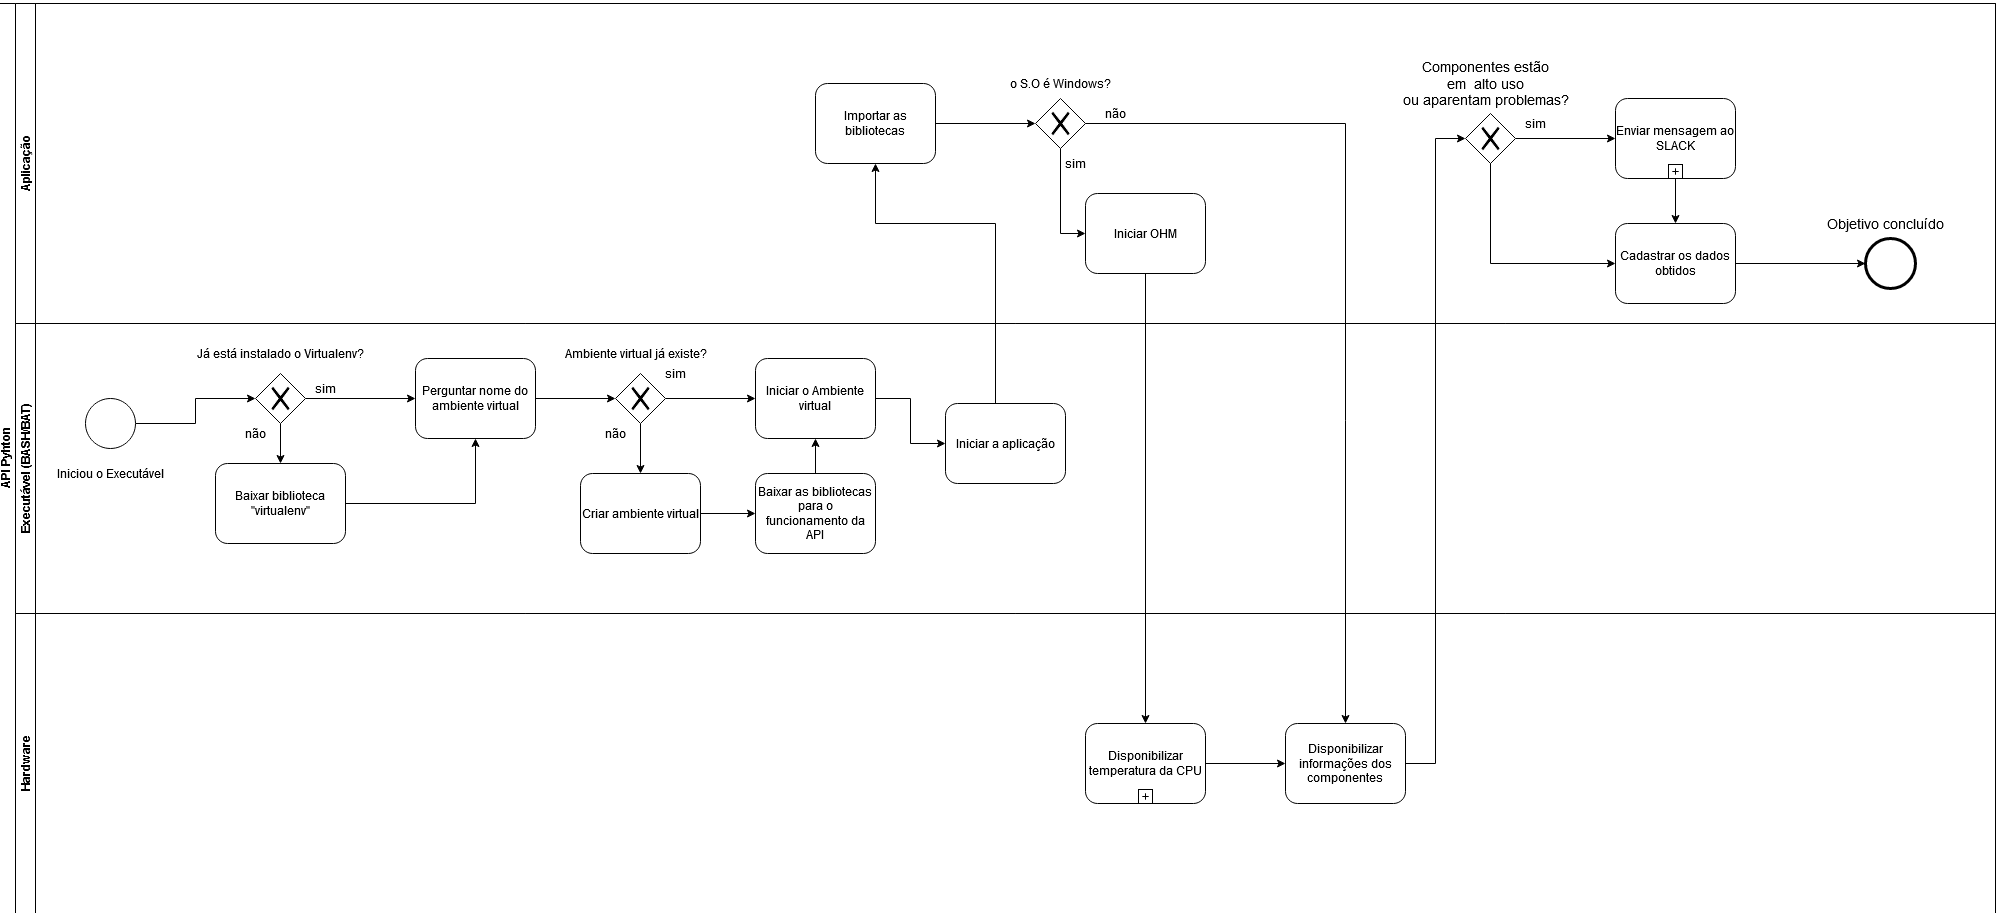 API Pyhton
Aplicação
Importar as
bibliotecas
o S.O é Windows?
não
sim
Iniciar OHM
Componentes estão
em  alto uso
ou aparentam problemas?
sim
Enviar mensagem ao
SLACK
Cadastrar os dados
obtidos
Objetivo concluído
Executável (BASH/BAT)
Iniciou o Executável
Já está instalado o Virtualenv?
sim
não
Baixar biblioteca
"virtualenv"
Perguntar nome do
ambiente virtual
Ambiente virtual já existe?
sim
não
Criar ambiente virtual
Baixar as bibliotecas
para o
funcionamento da
API
Iniciar o Ambiente
virtual
Iniciar a aplicação
Hardware
Disponibilizar
temperatura da CPU
Disponibilizar
informações dos
componentes